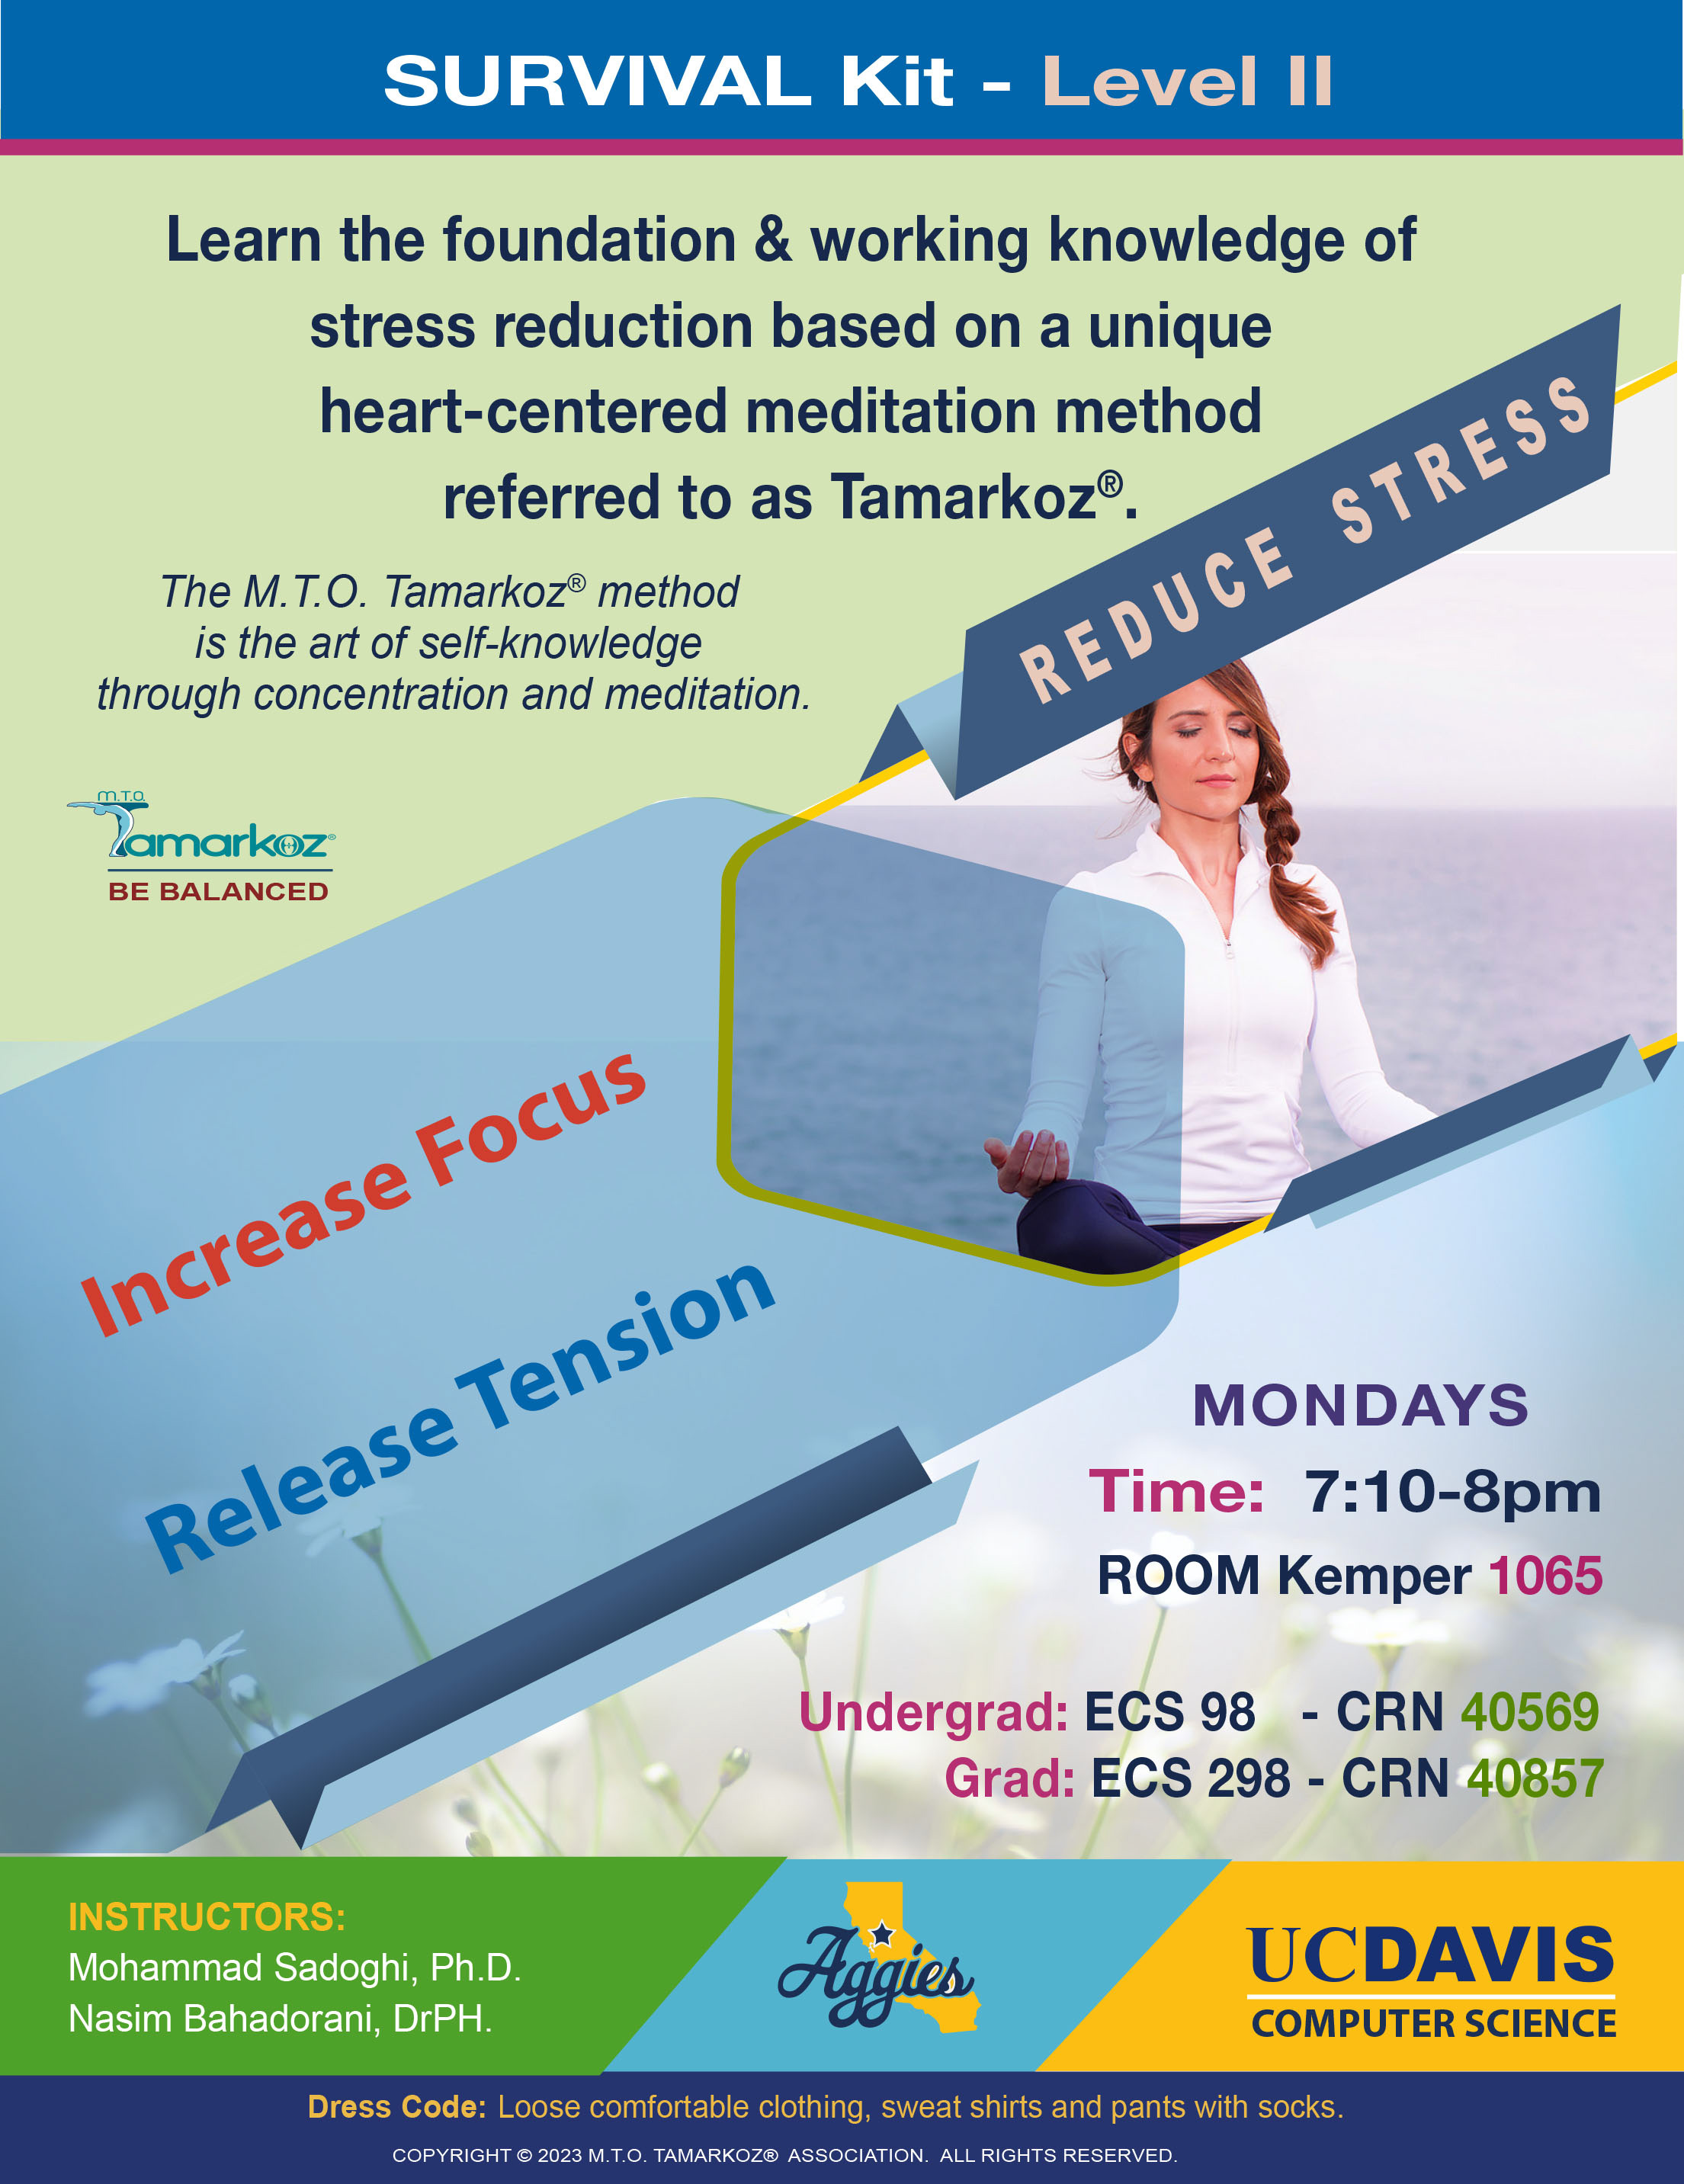 SURVIVAL Kit - Level II
Learn the foundation & working knowledge of
stress reduction based on a unique
heart-centered meditation method
referred to as Tamarkoz®.
REDUCE STRESS
The M.T.O. Tamarkoz® method
is the art of self-knowledge
through concentration and meditation.
M.T.O.
Tamarkoz®
BE BALANCED
Increase Focus
Release Tension
MONDAYS
Time: 7:10-8pm
ROOM Kemper 1065
Undergrad: ECS 98 - CRN 40569
Grad: ECS 298 - CRN 40857
INSTRUCTORS:
Mohammad Sadoghi, Ph.D.
Nasim Bahadorani, DrPH.
Aggies
UCDAVIS
COMPUTER SCIENCE
Dress Code: Loose comfortable clothing, sweat shirts and pants with socks.
COPYRIGHT © 2023 M.T.O. TAMARKOZ® ASSOCIATION. ALL RIGHTS RESERVED.